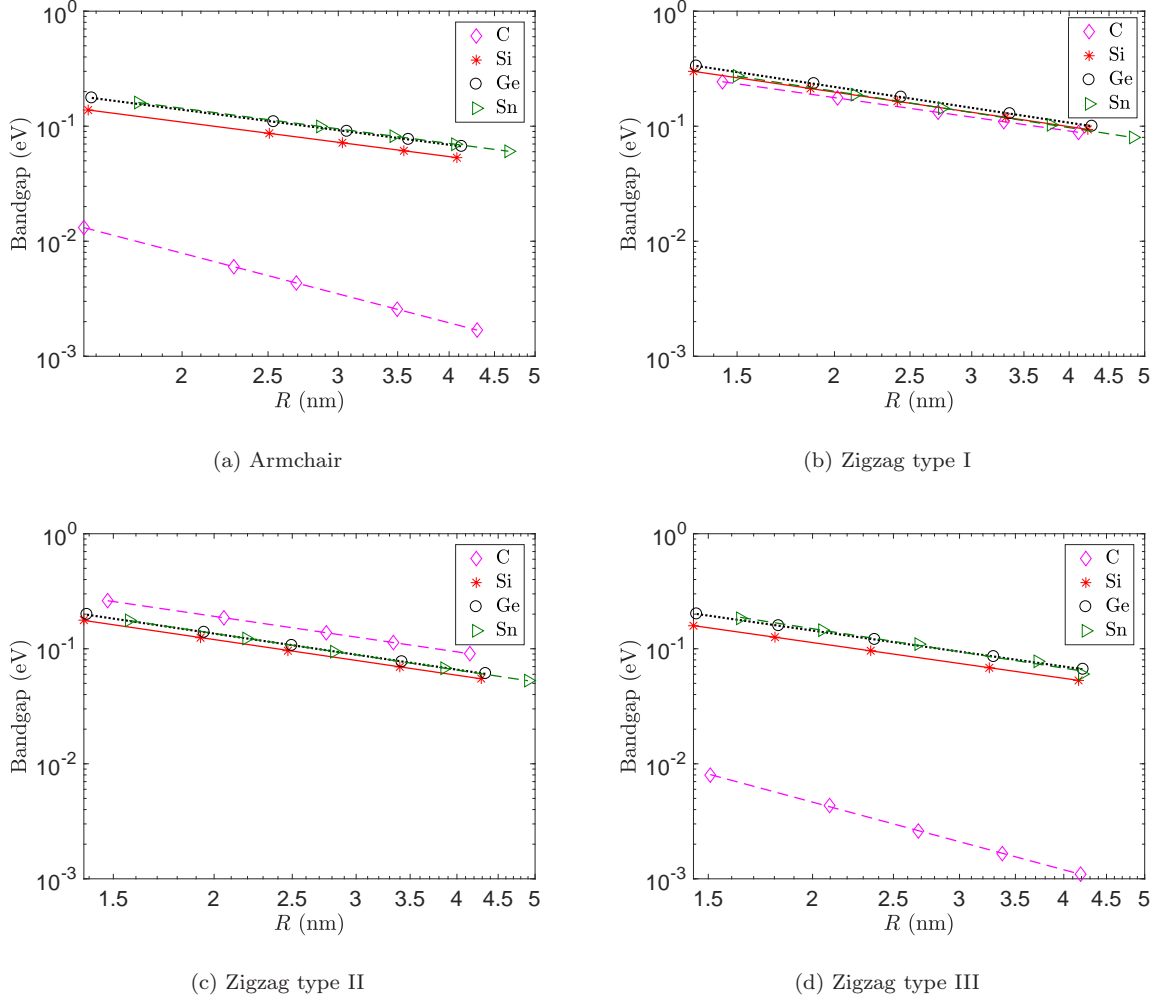 10^0
10^-1
10^-2
10^-3
Bandgap (eV)
2 2.5 3 3.5 4 4.5 5
R (nm)
C
Si
Ge
Sn
(a) Armchair
10^0
10^-1
10^-2
10^-3
Bandgap (eV)
1.5 2 2.5 3 3.5 4 4.5 5
R (nm)
C
Si
Ge
Sn
(b) Zigzag type I
10^0
10^-1
10^-2
10^-3
Bandgap (eV)
1.5 2 2.5 3 3.5 4 4.5 5
R (nm)
C
Si
Ge
Sn
(c) Zigzag type II
10^0
10^-1
10^-2
10^-3
Bandgap (eV)
1.5 2 2.5 3 3.5 4 4.5 5
R (nm)
C
Si
Ge
Sn
(d) Zigzag type III